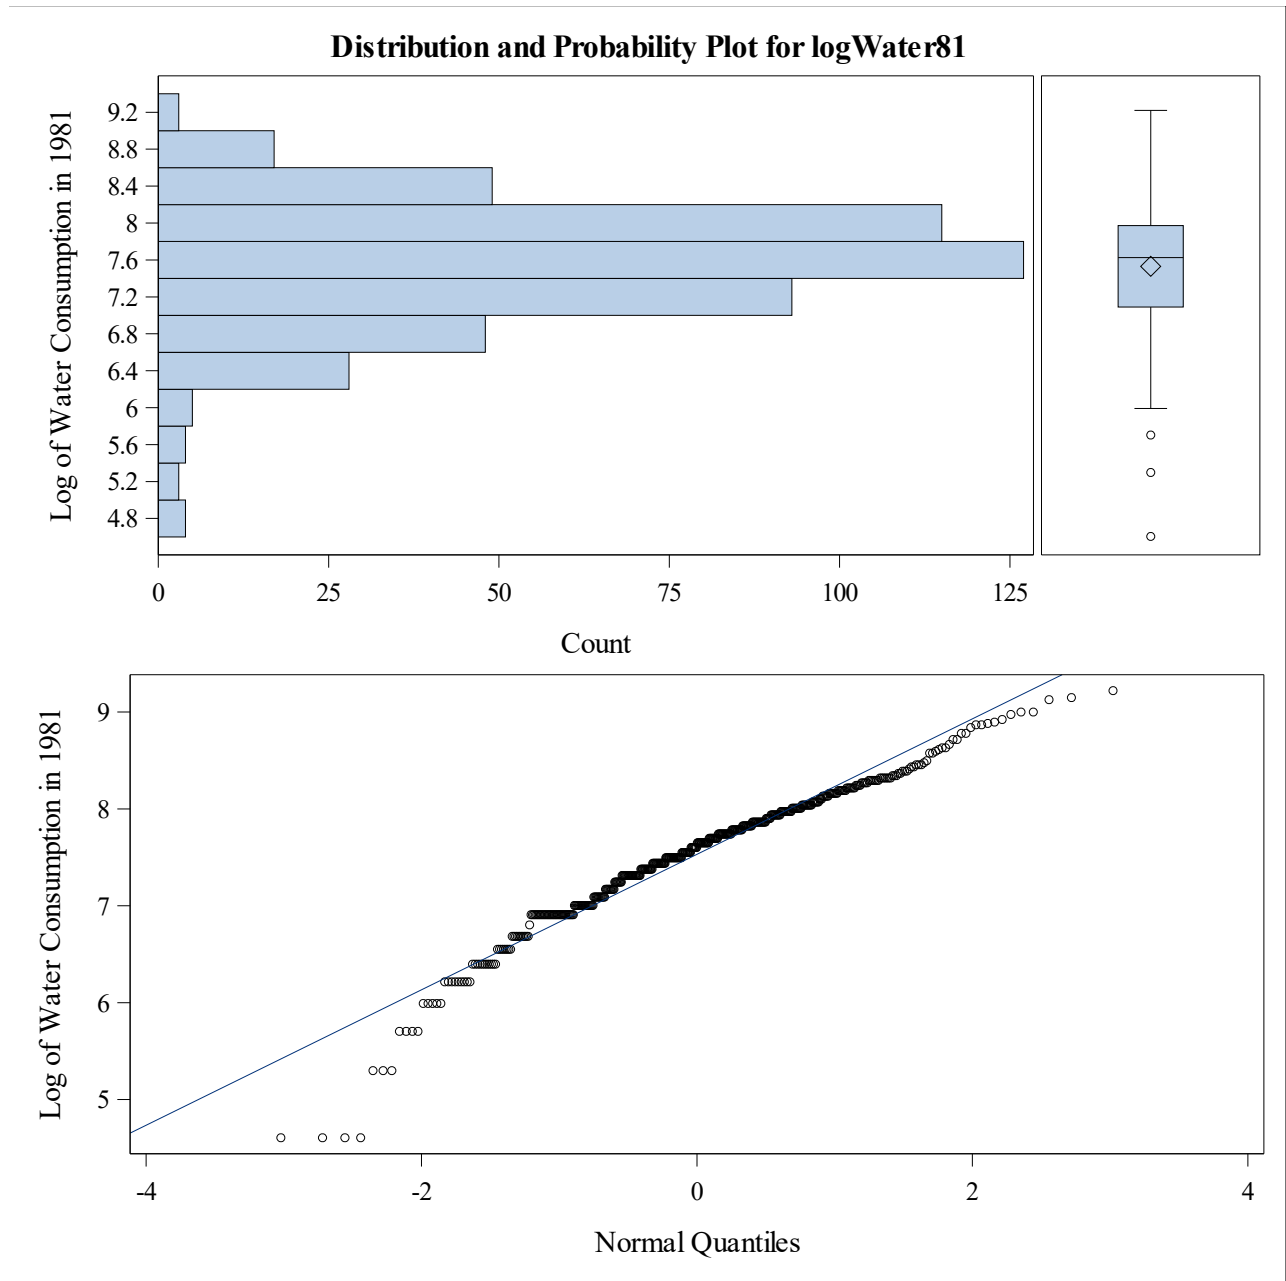 Distribution and Probability Plot for logWater81
Log of Water Consumption in 1981
9.2
8.8
8.4
8
7.6
7.2
6.8
6.4
6
5.6
5.2
4.8
0 25 50 75 100 125
Count
Log of Water Consumption in 1981
9
8
7
6
5
-4 -2 0 2 4
Normal Quantiles